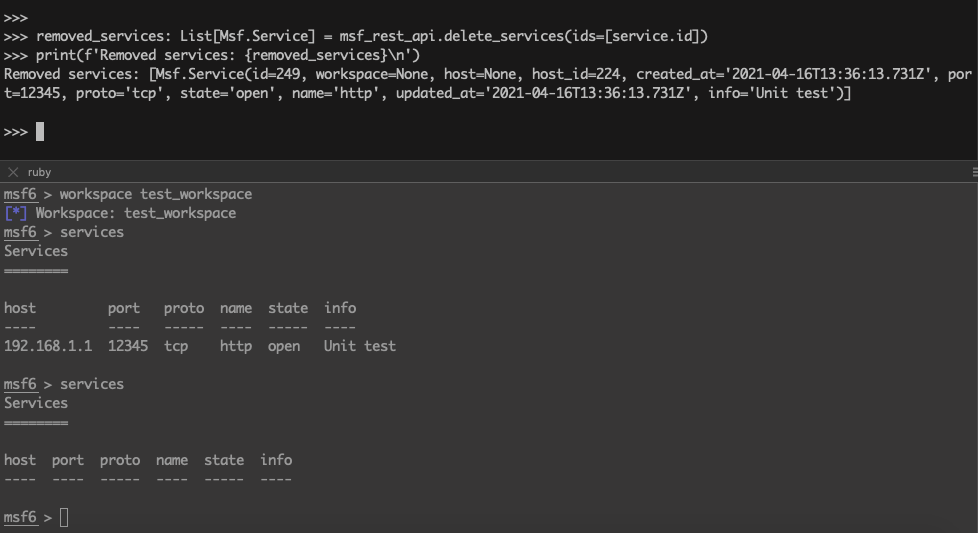 >>>
>>> removed_services: List[Msf.Service] = msf_rest_api.delete_services(ids=[service.id])
>>> print(f'Removed services: {removed_services}\n')
Removed services: [Msf.Service(id=249, workspace=None, host=None, host_id=224, created_at='2021-04-16T13:36:13.731Z', por
t=12345, proto='tcp', state='open', name='http', updated_at='2021-04-16T13:36:13.731Z', info='Unit test')]
>>>
ruby
msf6 > workspace test_workspace
[*] Workspace: test_workspace
msf6 > services
Services
========
host         port   proto  name  state  info
----         ----   -----  ----  -----  ----
192.168.1.1  12345  tcp    http  open   Unit test
msf6 > services
Services
========
host  port  proto  name  state  info
----  ----  -----  ----  -----  ----
msf6 >